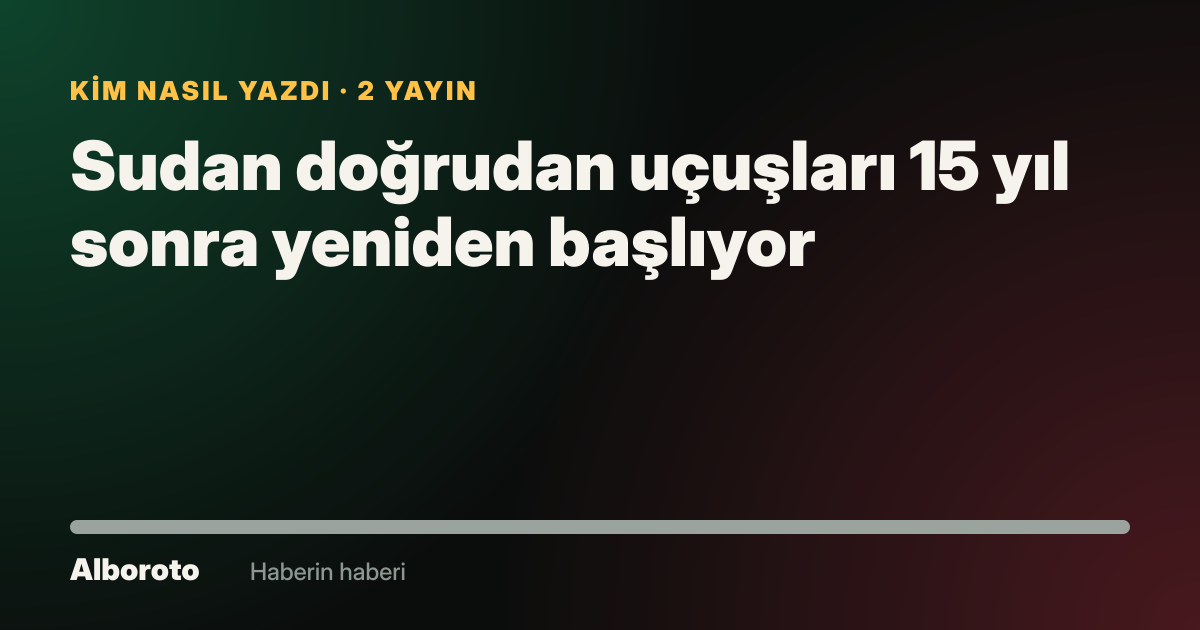 KİM NASIL YAZDI · 2 YAYIN
Sudan doğrudan uçuşları 15 yıl
sonra yeniden başlıyor
Alboroto
Haberin haberi